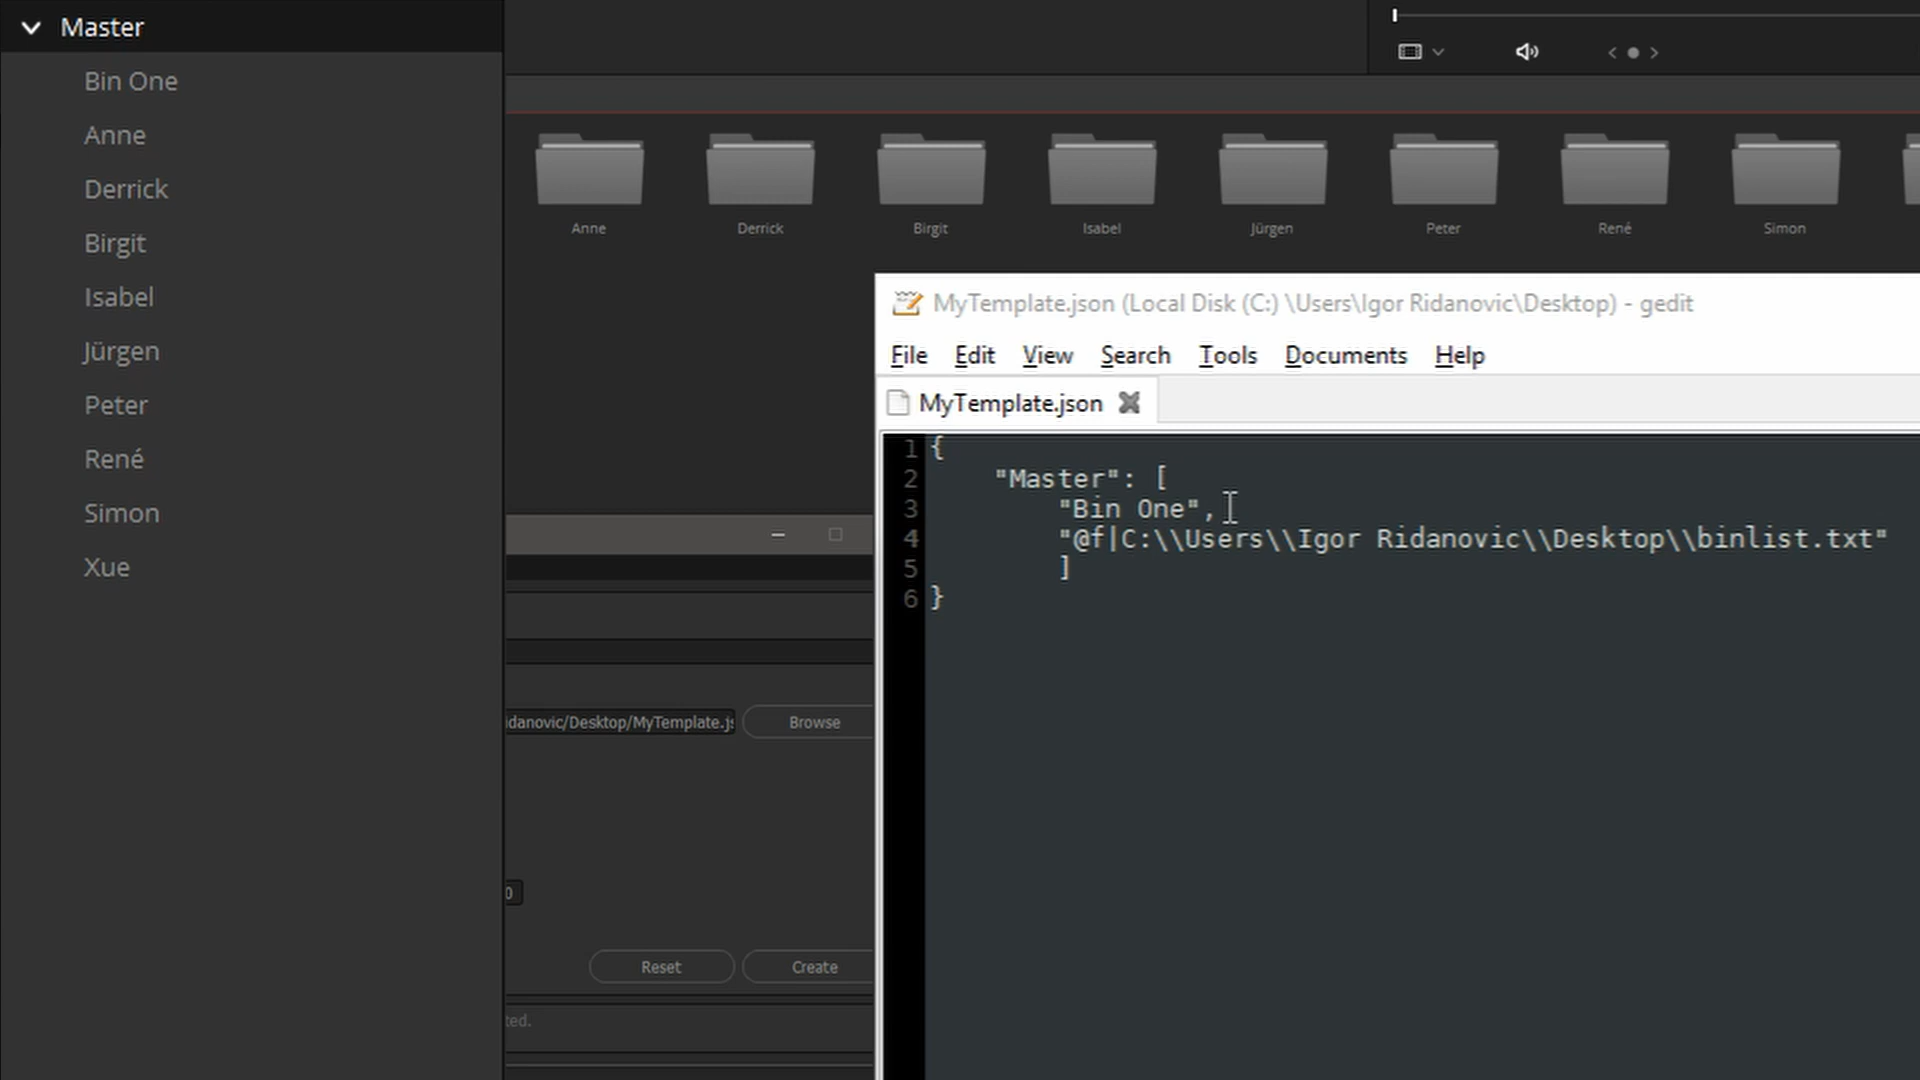 Master
Bin One
Anne
Derrick
Birgit
Isabel
Jürgen
Peter
René
Simon
Xue
Anne
Derrick
Birgit
Isabel
Jürgen
Peter
René
Simon
idanovic/Desktop/MyTemplate.js
Browse
0
Reset
Create
ted.
MyTemplate.json (Local Disk (C:) \Users\Igor Ridanovic\Desktop) - gedit
File Edit View Search Tools Documents Help
MyTemplate.json
1 {
2 "Master": [
3 "Bin One",
4 "@f|C:\\Users\\Igor Ridanovic\\Desktop\\binlist.txt"
5 ]
6 }